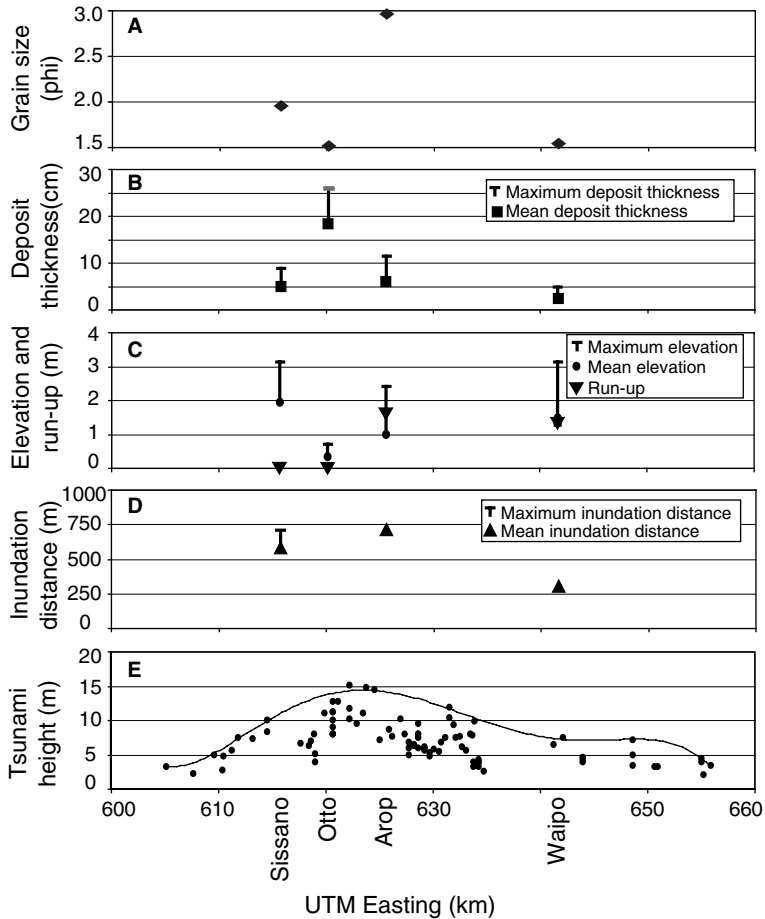 A
Grain size
(phi)
3.0
2.5
2.0
1.5
B
Deposit
thickness(cm)
30
20
10
0
Maximum deposit thickness
Mean deposit thickness
C
Elevation and
run-up (m)
4
3
2
1
0
Maximum elevation
Mean elevation
Run-up
D
Inundation
distance (m)
1000
750
500
250
0
Maximum inundation distance
Mean inundation distance
E
Tsunami
height (m)
20
15
10
5
0
600
610
Sissano
Otto
Arop
630
Waipo
650
660
UTM Easting (km)